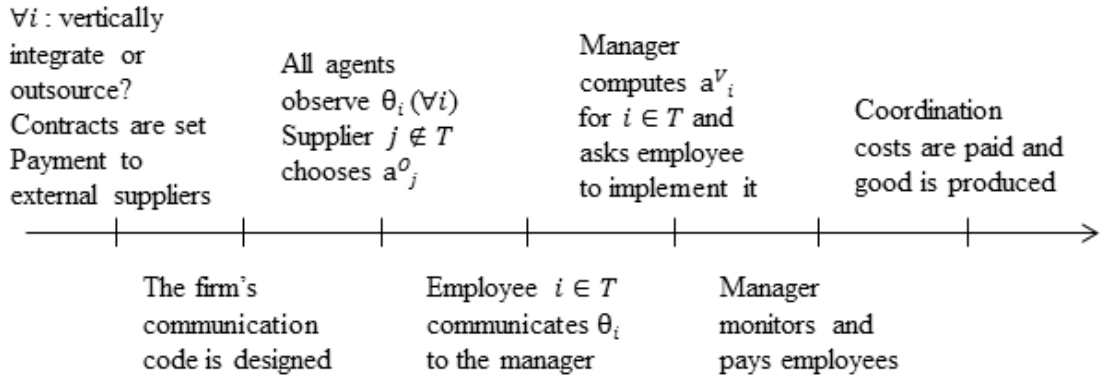 ∀i : vertically
integrate or
outsource?
Contracts are set
Payment to
external suppliers
The firm's
communication
code is designed
All agents
observe θᵢ (∀i)
Supplier j ∉ T
chooses aᴼⱼ
Employee i ∈ T
communicates θᵢ
to the manager
Manager
computes aⱽᵢ
for i ∈ T and
asks employee
to implement it
Manager
monitors and
pays employees
Coordination
costs are paid and
good is produced